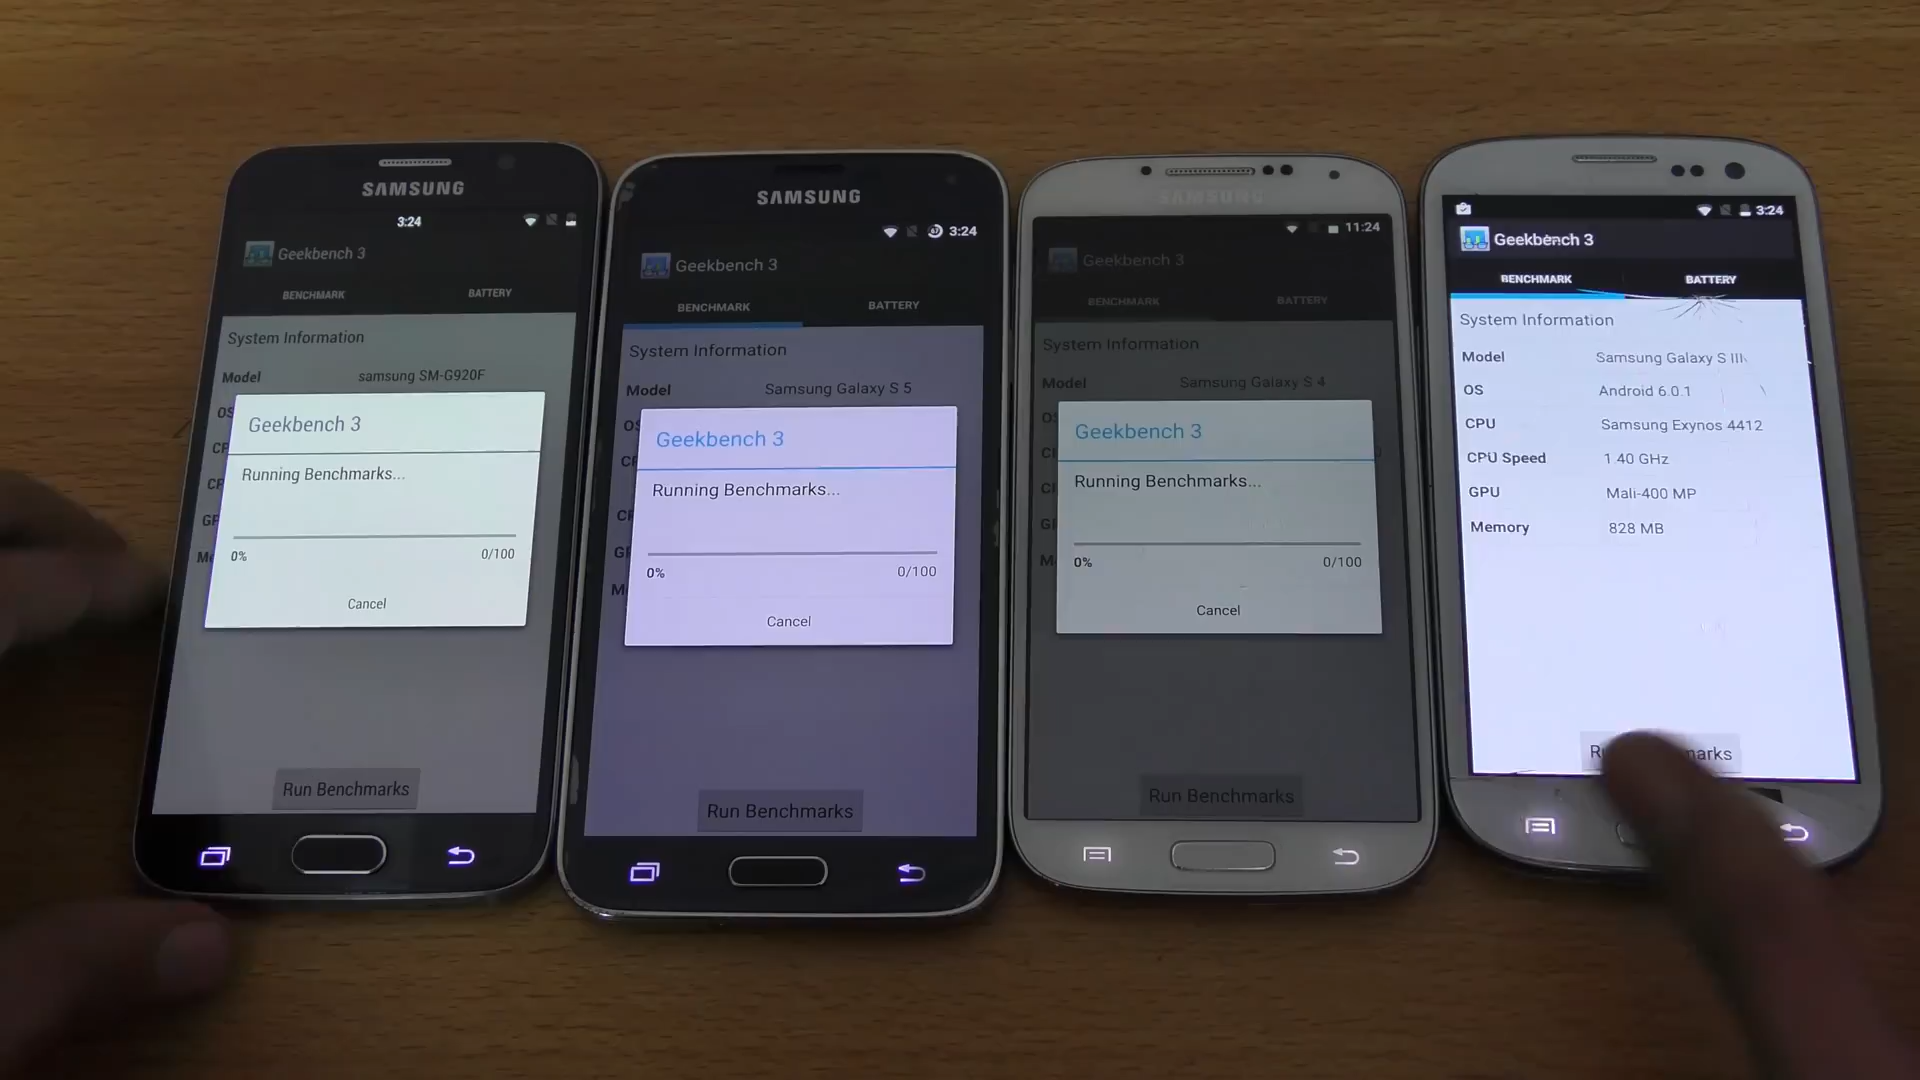 SAMSUNG
3:24
Geekbench 3
BENCHMARK BATTERY
System Information
Model samsung SM-G920F
Geekbench 3
Running Benchmarks...
0% 0/100
Cancel
Run Benchmarks
SAMSUNG
3:24
Geekbench 3
BENCHMARK BATTERY
System Information
Model Samsung Galaxy S 5
Geekbench 3
Running Benchmarks...
0% 0/100
Cancel
Run Benchmarks
SAMSUNG
11:24
Geekbench 3
BENCHMARK BATTERY
System Information
Model Samsung Galaxy S 4
Geekbench 3
Running Benchmarks...
0% 0/100
Cancel
Run Benchmarks
3:24
Geekbench 3
BENCHMARK BATTERY
System Information
Model Samsung Galaxy S III
OS Android 6.0.1
CPU Samsung Exynos 4412
CPU Speed 1.40 GHz
GPU Mali-400 MP
Memory 828 MB